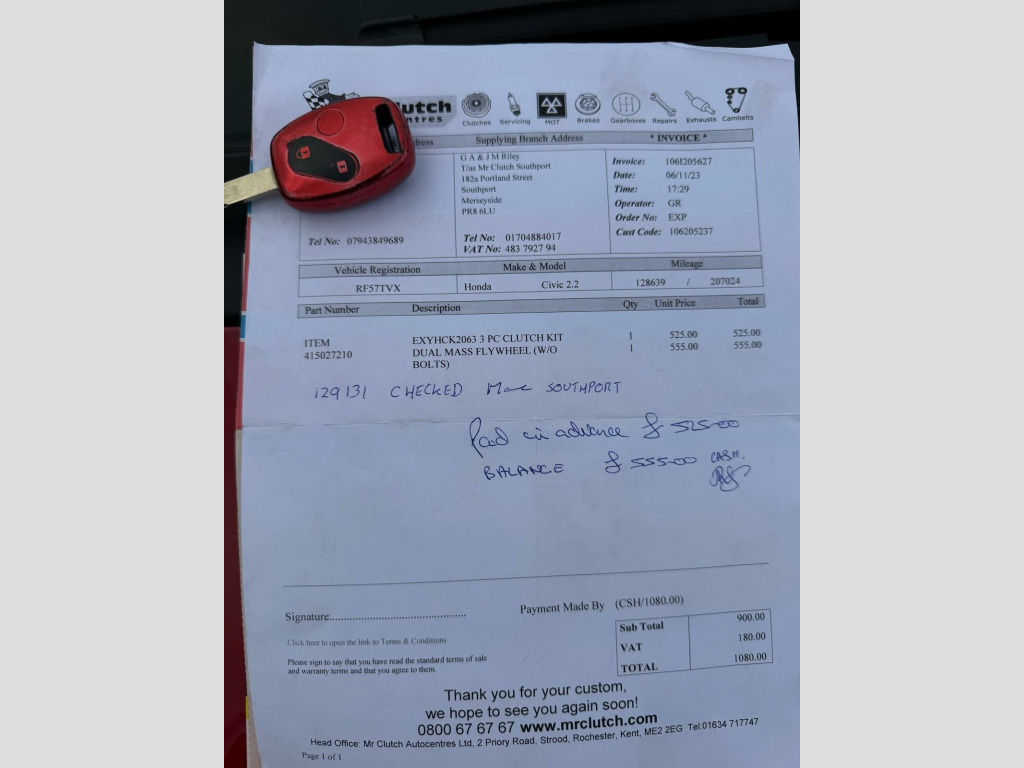 Clutches Servicing MOT Brakes Gearboxes Repairs Exhausts Cambelts
Supplying Branch Address
* INVOICE *
G A & J M Riley
T/as Mr Clutch Southport
182a Portland Street
Southport
Merseyside
PR8 6LU
Tel No: 01704884017
VAT No: 483 7927 94
Invoice: 106I205627
Date: 06/11/23
Time: 17:29
Operator: GR
Order No: EXP
Cust Code: 106205237
Tel No: 07943849689
Vehicle Registration Make & Model Mileage
RF57TVX Honda Civic 2.2 128639 / 207024
Part Number Description Qty Unit Price Total
ITEM EXYHCK2063 3 PC CLUTCH KIT 1 525.00 525.00
415027210 DUAL MASS FLYWHEEL (W/O 1 555.00 555.00
BOLTS)
129131 CHECKED SOUTHPORT
Paid in advance £ 525-00
BALANCE £ 555-00 CASH.
Signature
Payment Made By (CSH/1080.00)
Sub Total 900.00
VAT 180.00
TOTAL 1080.00
Click here to open the link to Terms & Conditions
Please sign to say that you have read the standard terms of sale
and warranty terms and that you agree to them.
Thank you for your custom,
we hope to see you again soon!
0800 67 67 67 www.mrclutch.com
Head Office: Mr Clutch Autocentres Ltd, 2 Priory Road, Strood, Rochester, Kent, ME2 2EG Tel:01634 717747
Page 1 of 1